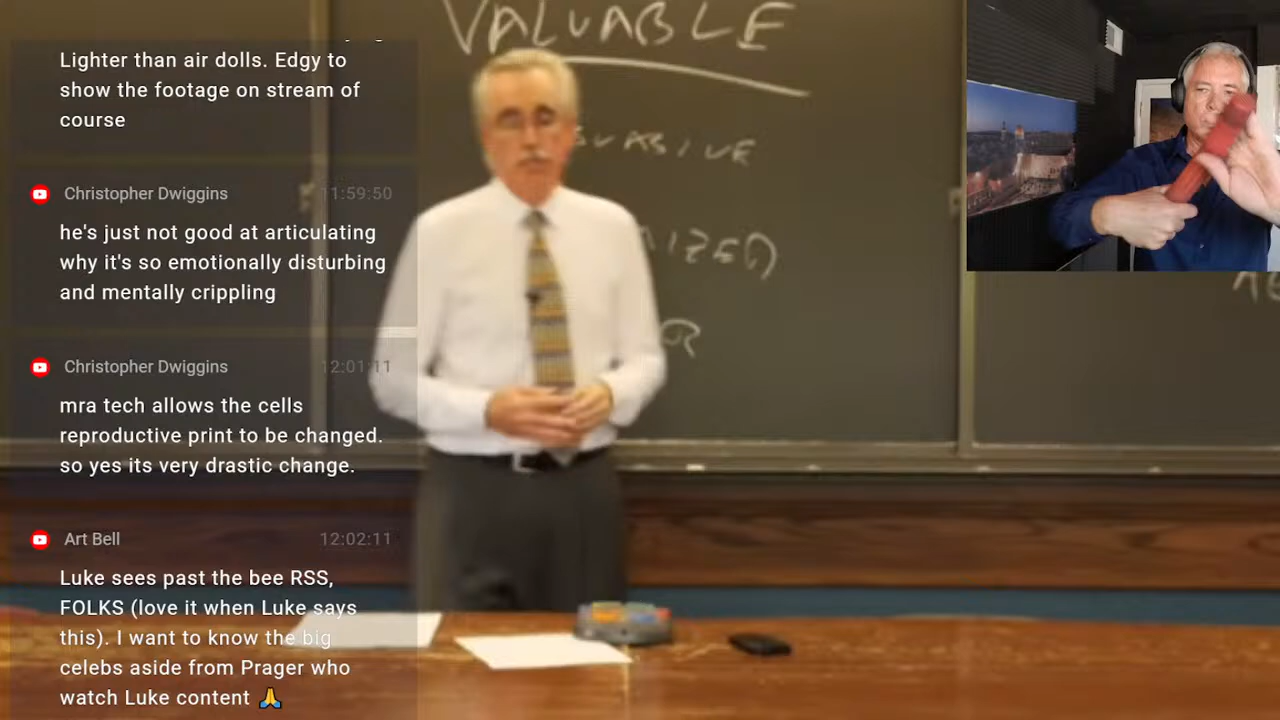 Lighter than air dolls. Edgy to
show the footage on stream of
course
Christopher Dwiggins 11:59:50
he's just not good at articulating
why it's so emotionally disturbing
and mentally crippling
Christopher Dwiggins 12:01:11
mra tech allows the cells
reproductive print to be changed.
so yes its very drastic change.
Art Bell 12:02:11
Luke sees past the bee RSS,
FOLKS (love it when Luke says
this). I want to know the big
celebs aside from Prager who
watch Luke content 🙏
VALUABLE